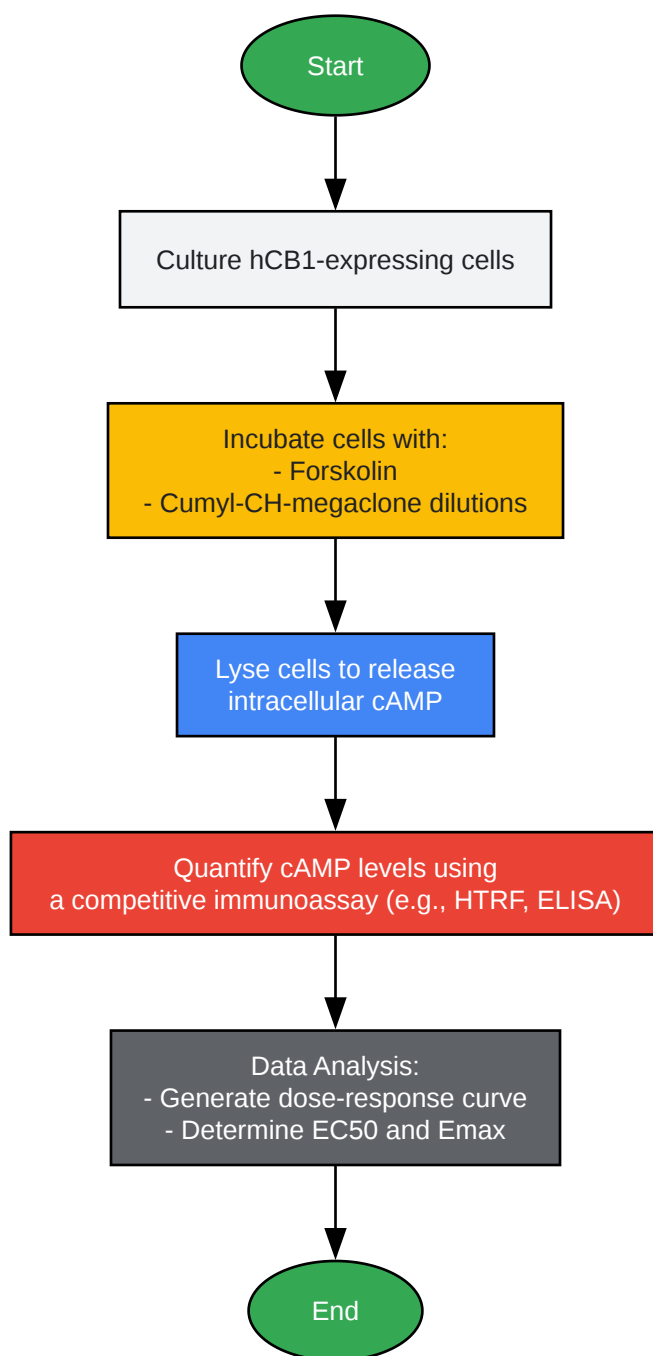 Start
Culture hCB1-expressing cells
Incubate cells with:
- Forskolin
- Cumyl-CH-megaclone dilutions
Lyse cells to release
intracellular cAMP
Quantify cAMP levels using
a competitive immunoassay (e.g., HTRF, ELISA)
Data Analysis:
- Generate dose-response curve
- Determine EC50 and Emax
End